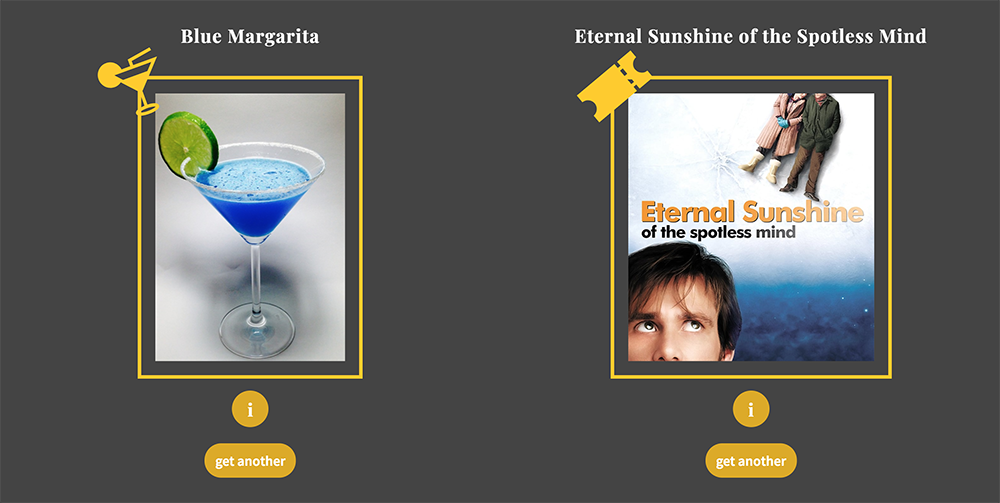 Blue Margarita
Eternal Sunshine of the Spotless Mind
Eternal Sunshine
of the spotless mind
i
i
get another
get another